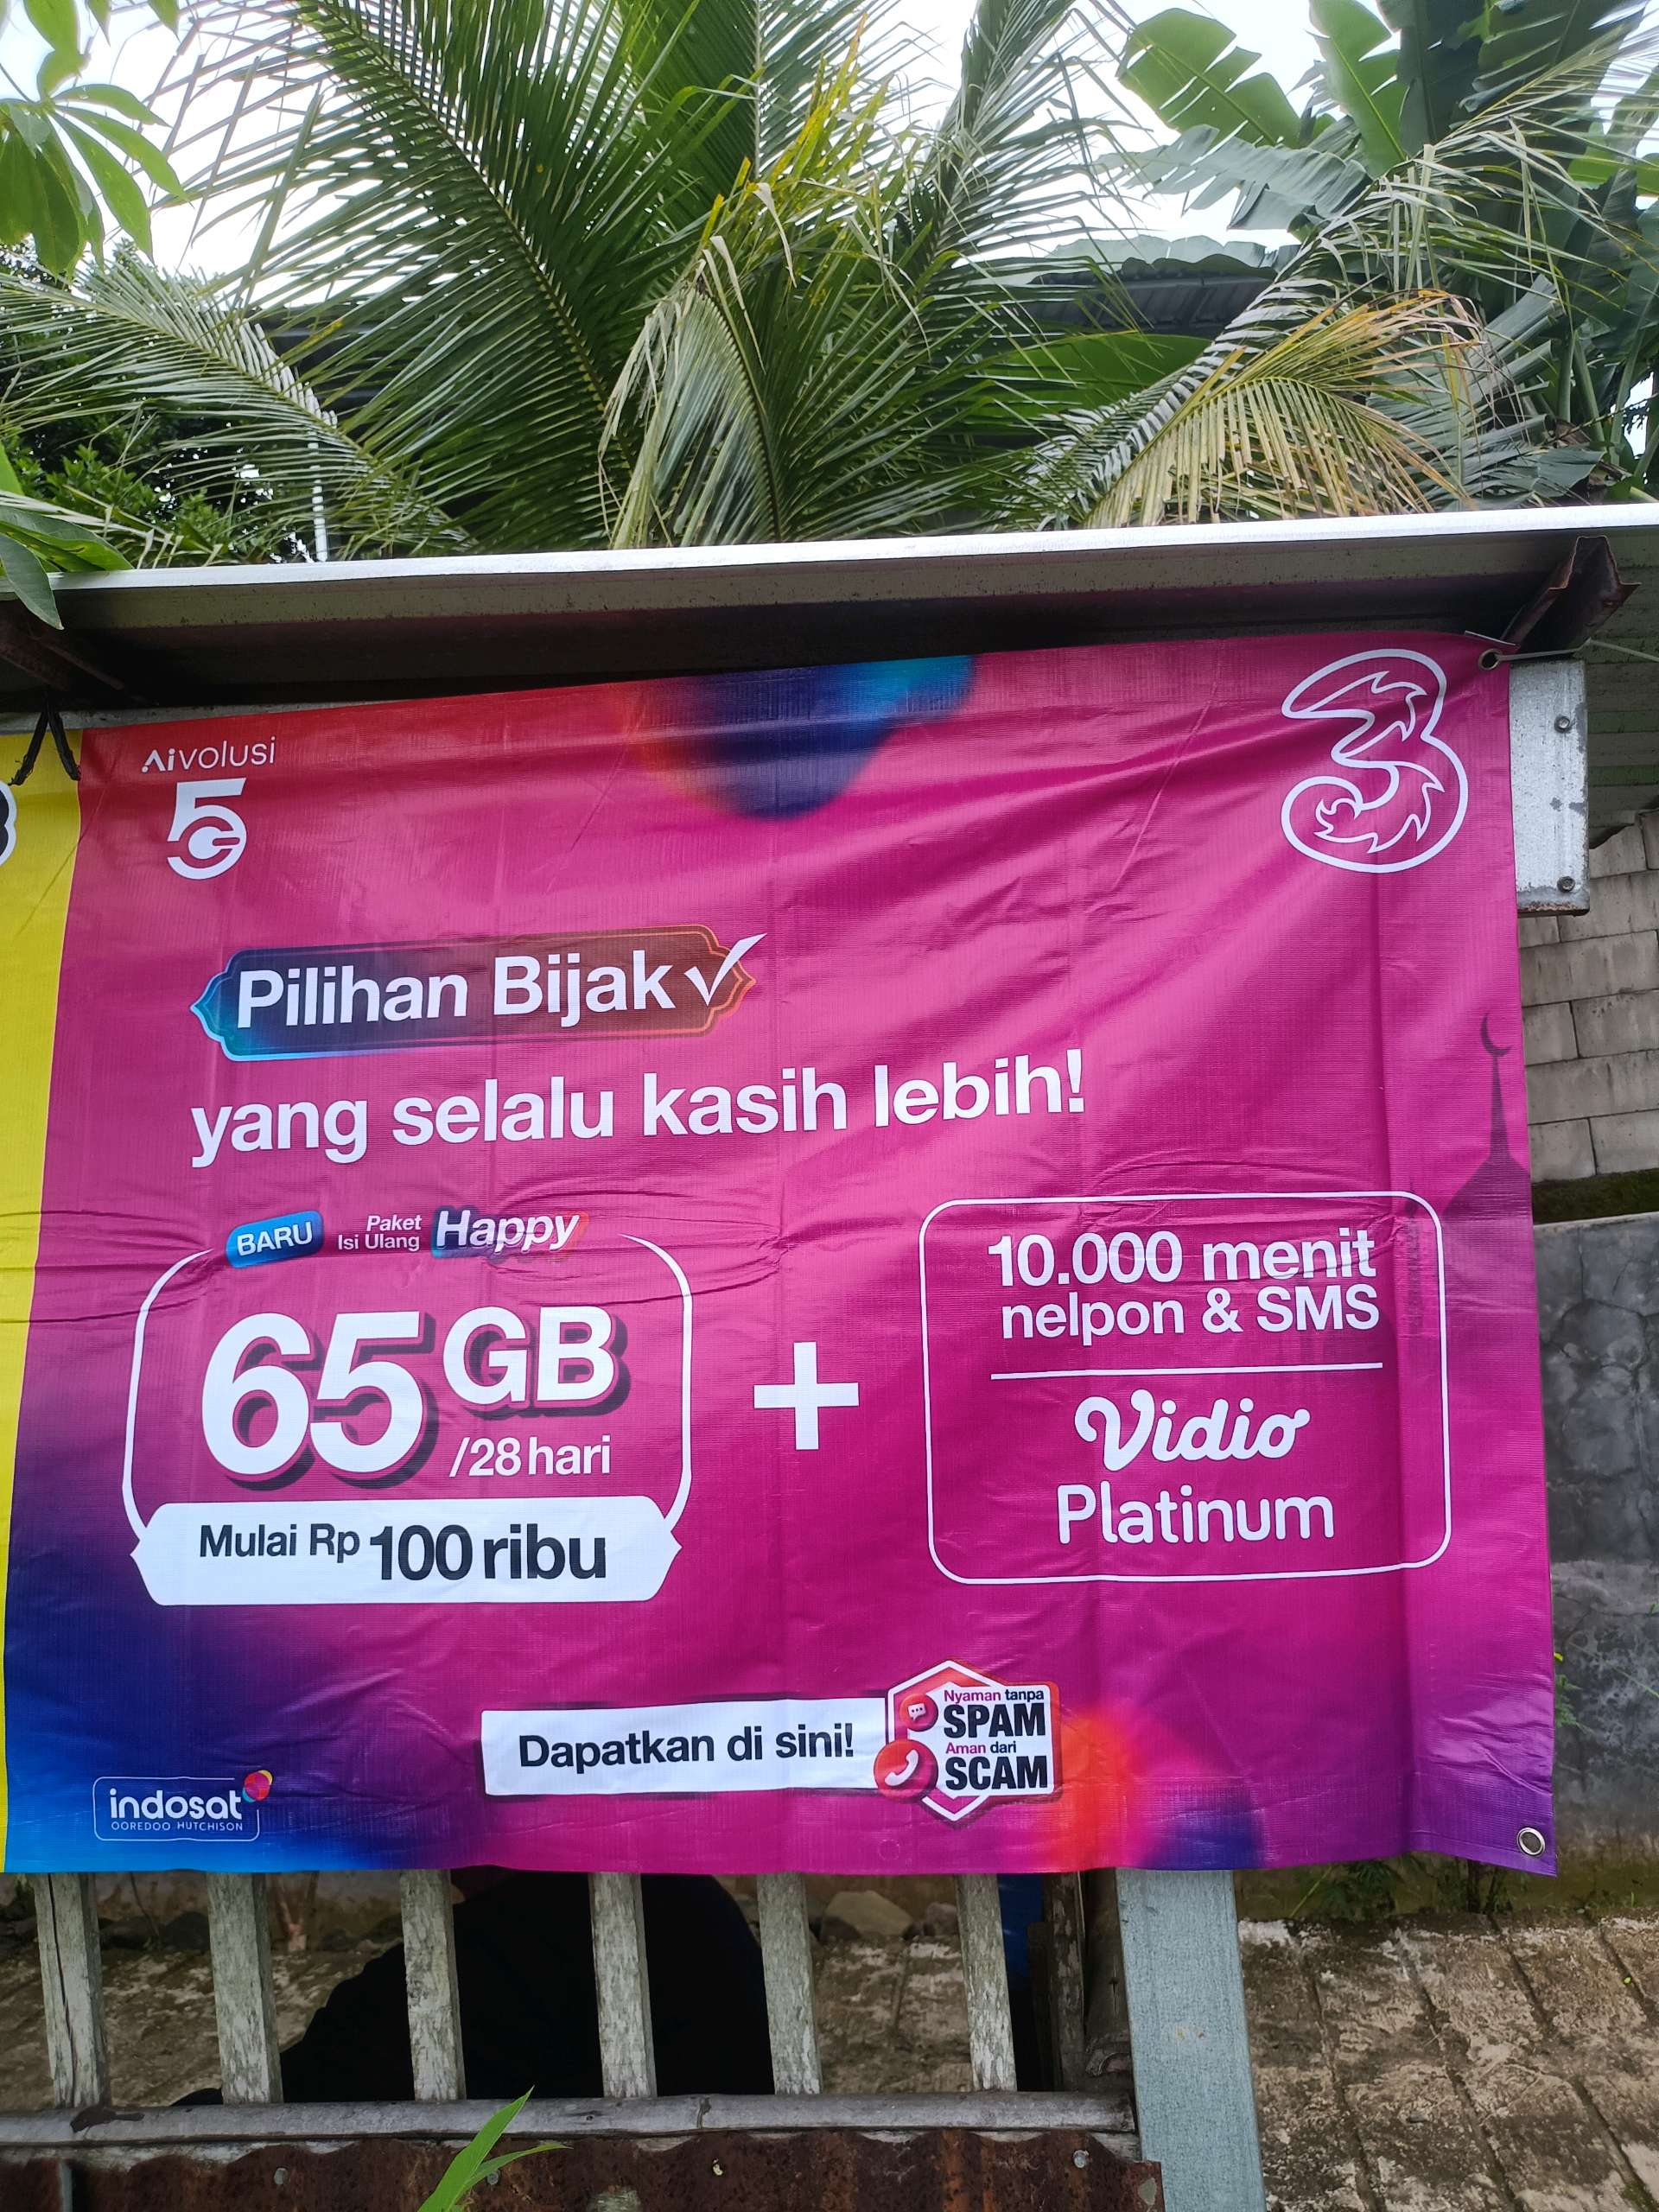 Aivolusi
5G
3
Pilihan Bijak
yang selalu kasih lebih!
BARU
Paket
Isi Ulang
Happy
65 GB
/28 hari
Mulai Rp 100 ribu
+
10.000 menit
nelpon & SMS
Vidio
Platinum
Dapatkan di sini!
Nyaman tanpa
SPAM
Aman dari
SCAM
indosat
OOREDOO HUTCHISON